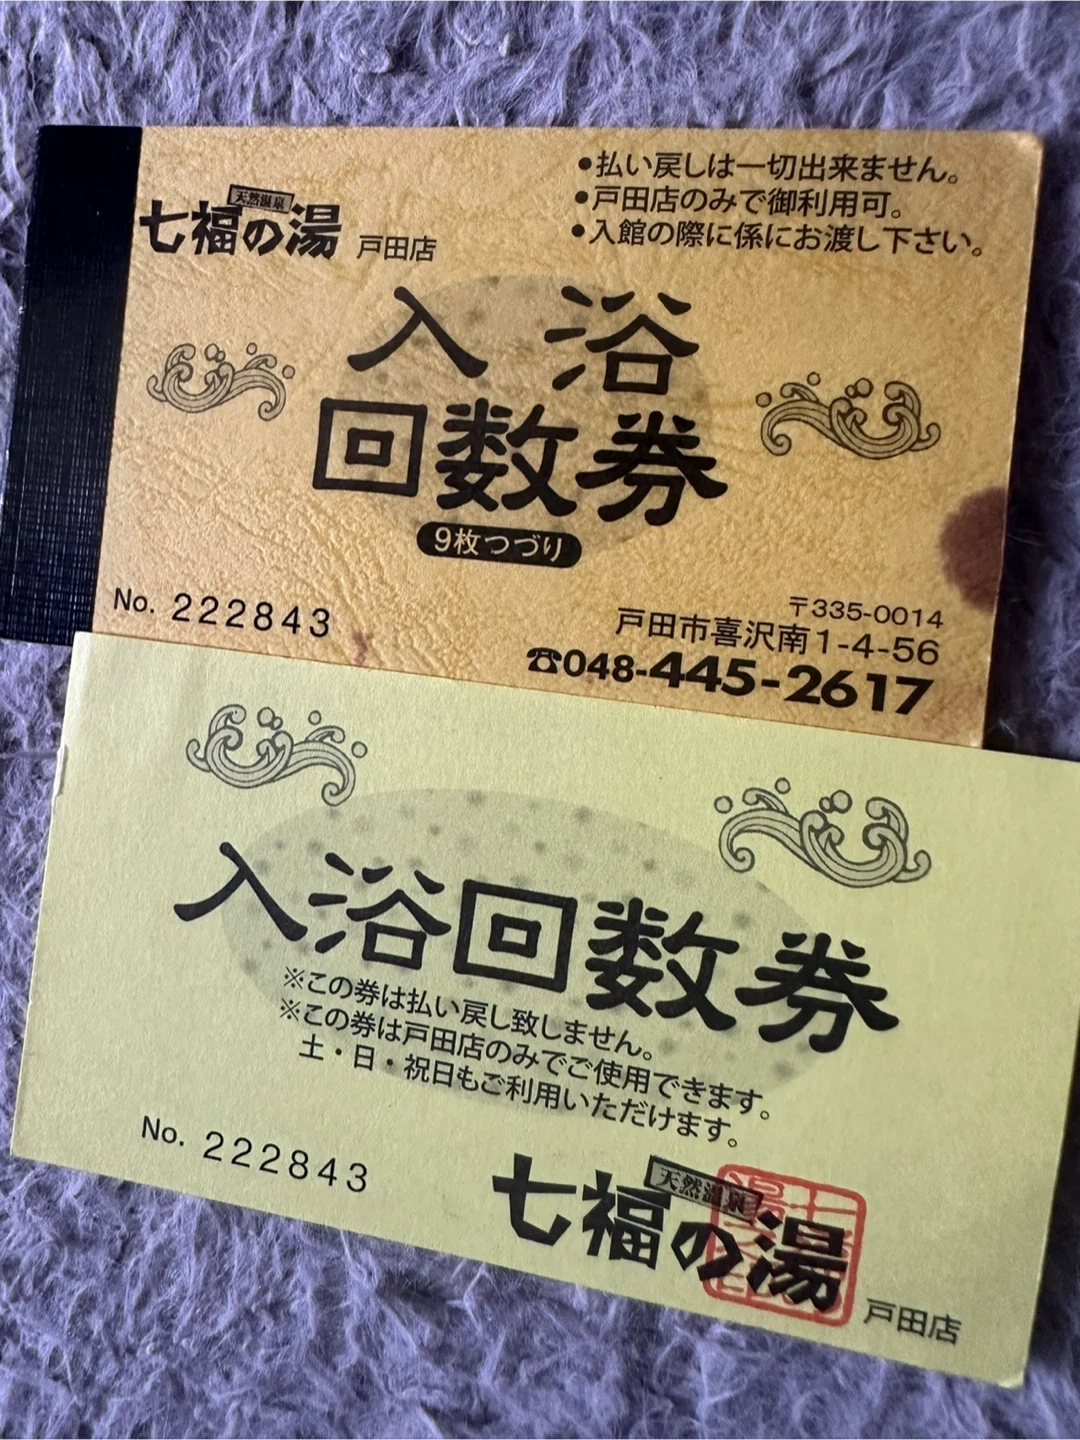 天然温泉
七福の湯 戸田店
•払い戻しは一切出来ません。
•戸田店のみで御利用可。
•入館の際に係にお渡し下さい。
入浴
回数券
9枚つづり
No. 222843
〒335-0014
戸田市喜沢南1-4-56
☎048-445-2617
入浴回数券
※この券は払い戻し致しません。
※この券は戸田店のみでご使用できます。
土・日・祝日もご利用いただけます。
No. 222843
天然温泉
七福の湯 戸田店